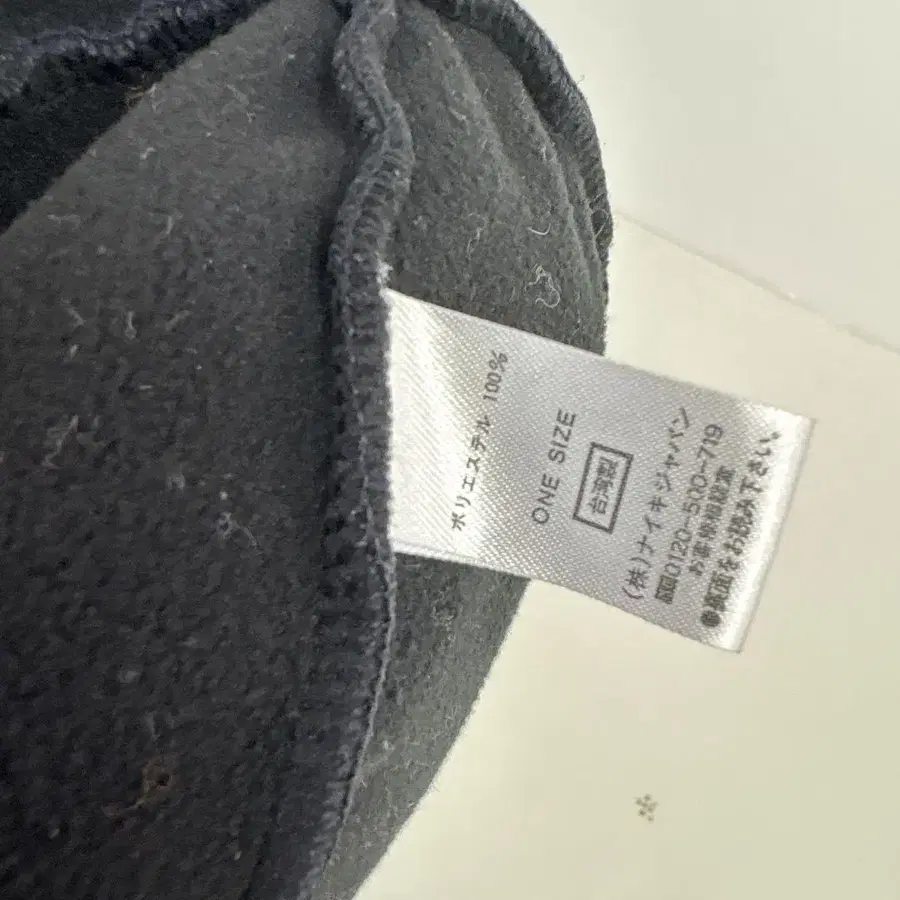 ポリエステル 100%
ONE SIZE
台湾製
(株)ナイキジャパン
0120-500-719
お客様相談室
●裏面をお読み下さい。